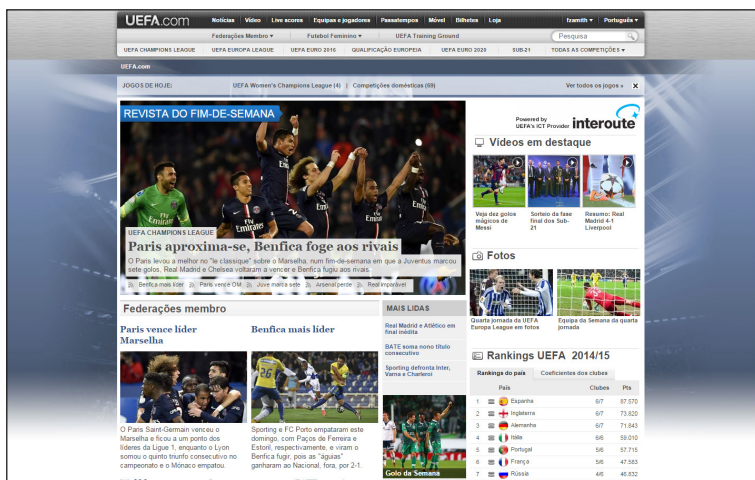 UEFA.com
Notícias Vídeo Live scores Equipas e jogadores Passatempos Móvel Bilhetes Loja
fzamith Português
Federações Membro Futebol Feminino UEFA Training Ground
Pesquisa
UEFA CHAMPIONS LEAGUE UEFA EUROPA LEAGUE UEFA EURO 2016 QUALIFICAÇÃO EUROPEIA UEFA EURO 2020 SUB-21 TODAS AS COMPETIÇÕES
UEFA.com
JOGOS DE HOJE: UEFA Women's Champions League (4) | Competições domésticas (69) Ver todos os jogos » x
REVISTA DO FIM-DE-SEMANA
Fly Emirates
UEFA CHAMPIONS LEAGUE
Paris aproxima-se, Benfica foge aos rivais
O Paris levou a melhor no "le classique" sobre o Marselha, num fim-de-semana em que a Juventus marcou
sete golos, Real Madrid e Chelsea voltaram a vencer e Benfica fugiu aos rivais.
Benfica mais líder Paris vence OM Juve marca sete Arsenal perde Real imparável
Powered by
UEFA's ICT Provider interoute
Vídeos em destaque
Veja dez golos
mágicos de
Messi
Sorteio da fase
final dos Sub-
21
Resumo: Real
Madrid 4-1
Liverpool
Fotos
Quarta jornada da UEFA
Europa League em fotos
Equipa da Semana da quarta
jornada
Federações membro
Paris vence líder
Marselha
O Paris Saint-Germain venceu o
Marselha e ficou a um ponto dos
líderes da Ligue 1, enquanto o Lyon
somou o quinto triunfo consecutivo no
campeonato e o Mónaco empatou.
Benfica mais líder
26
Sporting e FC Porto empataram este
domingo, com Paços de Ferreira e
Estoril, respectivamente, e viram o
Benfica fugir, pois as "águias"
ganharam ao Nacional, fora, por 2-1.
MAIS LIDAS
Real Madrid e Atlético em
final inédita
BATE soma nono título
consecutivo
Sporting defronta Inter,
Varna e Charleroi
Golo da Semana
Rankings UEFA 2014/15
Rankings do país Coeficientes dos clubes
País Clubes Pts
1 Espanha 6/7 87.570
2 Inglaterra 6/7 73.820
3 Alemanha 6/7 71.843
4 Itália 6/6 59.010
5 Portugal 5/6 57.715
6 França 5/6 47.583
7 Rússia 4/6 46.832